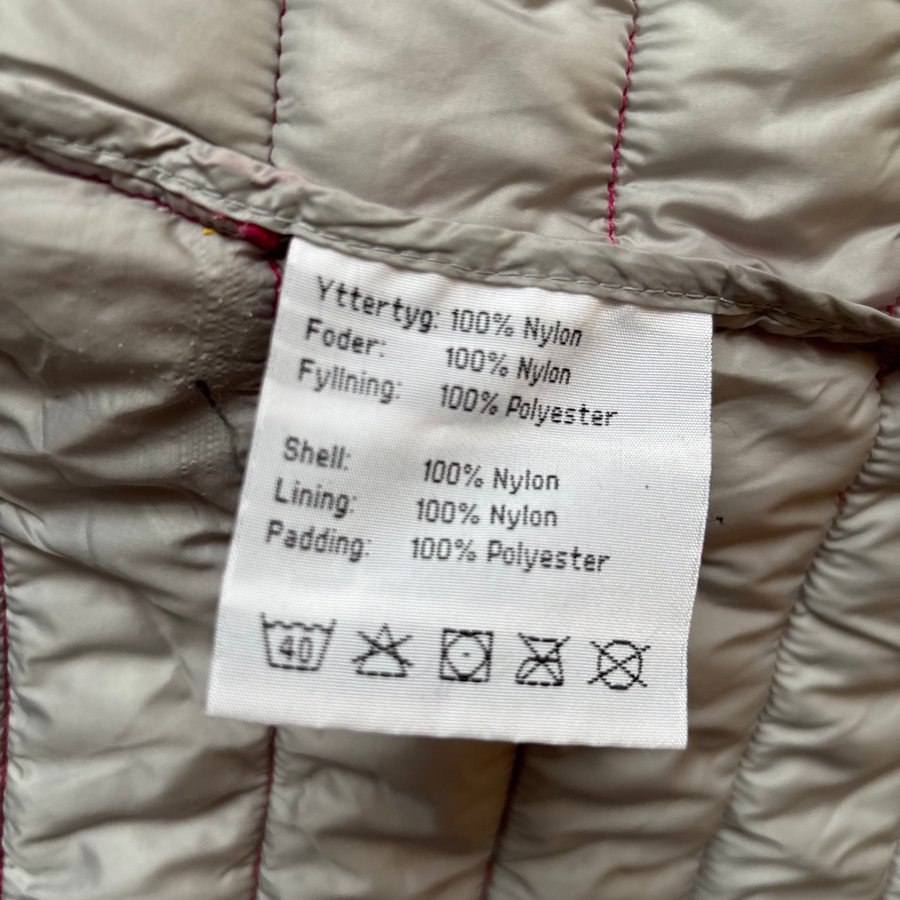 Yttertyg: 100% Nylon
Foder: 100% Nylon
Fyllning: 100% Polyester
Shell: 100% Nylon
Lining: 100% Nylon
Padding: 100% Polyester
40